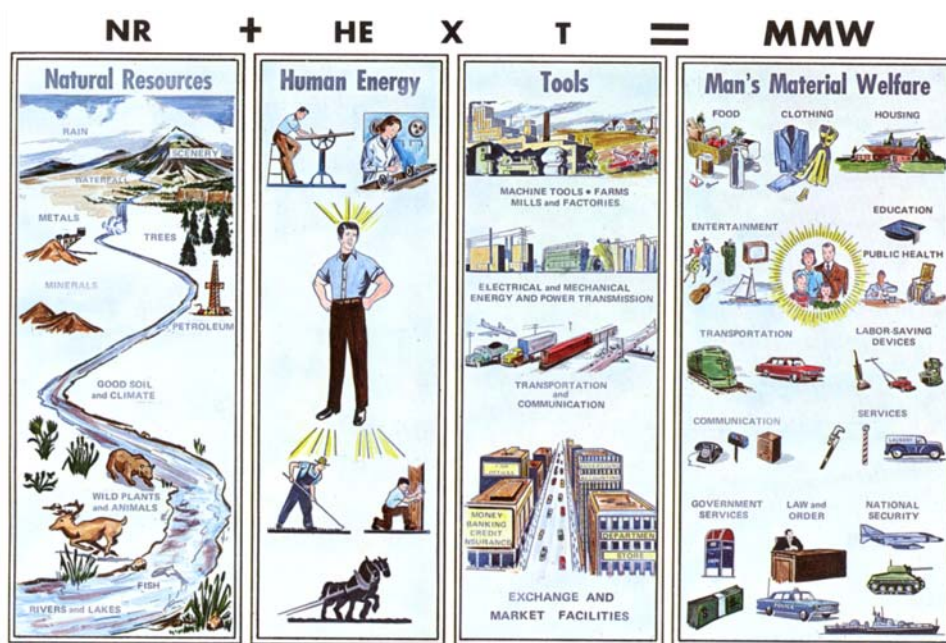 NR + HE X T = MMW
Natural Resources
RAIN
SCENERY
WATERFALL
METALS
TREES
MINERALS
PETROLEUM
GOOD SOIL
and CLIMATE
WILD PLANTS
and ANIMALS
FISH
RIVERS and LAKES
Human Energy
Tools
MACHINE TOOLS • FARMS
MILLS and FACTORIES
ELECTRICAL and MECHANICAL
ENERGY AND POWER TRANSMISSION
TRANSPORTATION
and
COMMUNICATION
MONEY
BANKING
CREDIT
INSURANCE
DEPARTMEN
STORE
EXCHANGE AND
MARKET FACILITIES
Man's Material Welfare
FOOD
CLOTHING
HOUSING
EDUCATION
ENTERTAINMENT
PUBLIC HEALTH
TRANSPORTATION
LABOR-SAVING
DEVICES
COMMUNICATION
SERVICES
LAUNDRY
GOVERNMENT
SERVICES
LAW and
ORDER
NATIONAL
SECURITY
POLICE